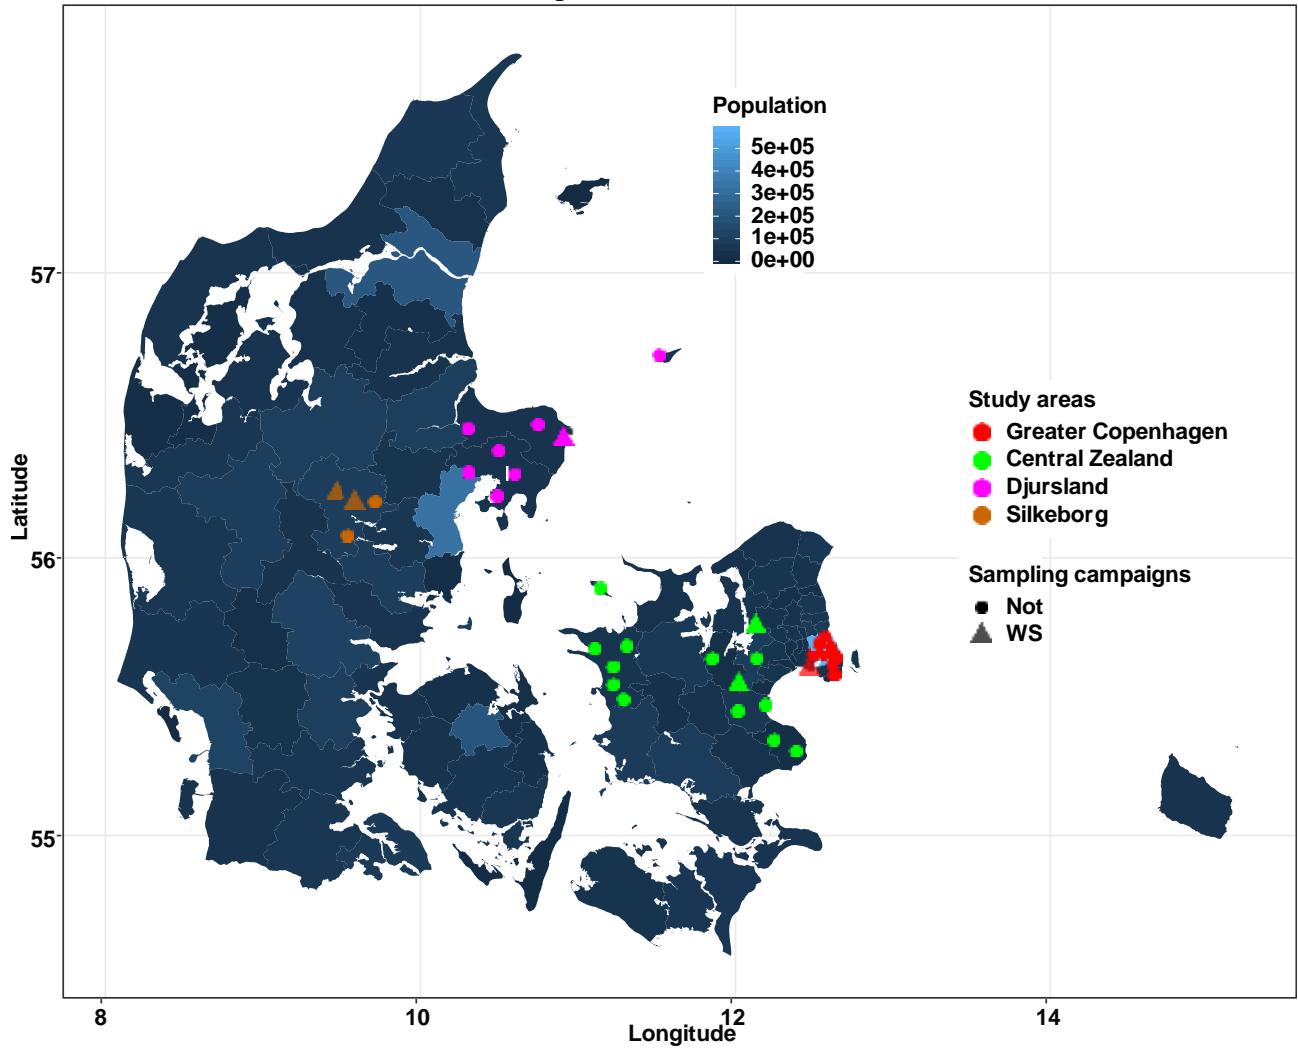 Population
5e+05
4e+05
3e+05
2e+05
1e+05
0e+00
57
56
55
Latitude
Study areas
Greater Copenhagen
Central Zealand
Djursland
Silkeborg
Sampling campaigns
Not
WS
8
10
12
14
Longitude